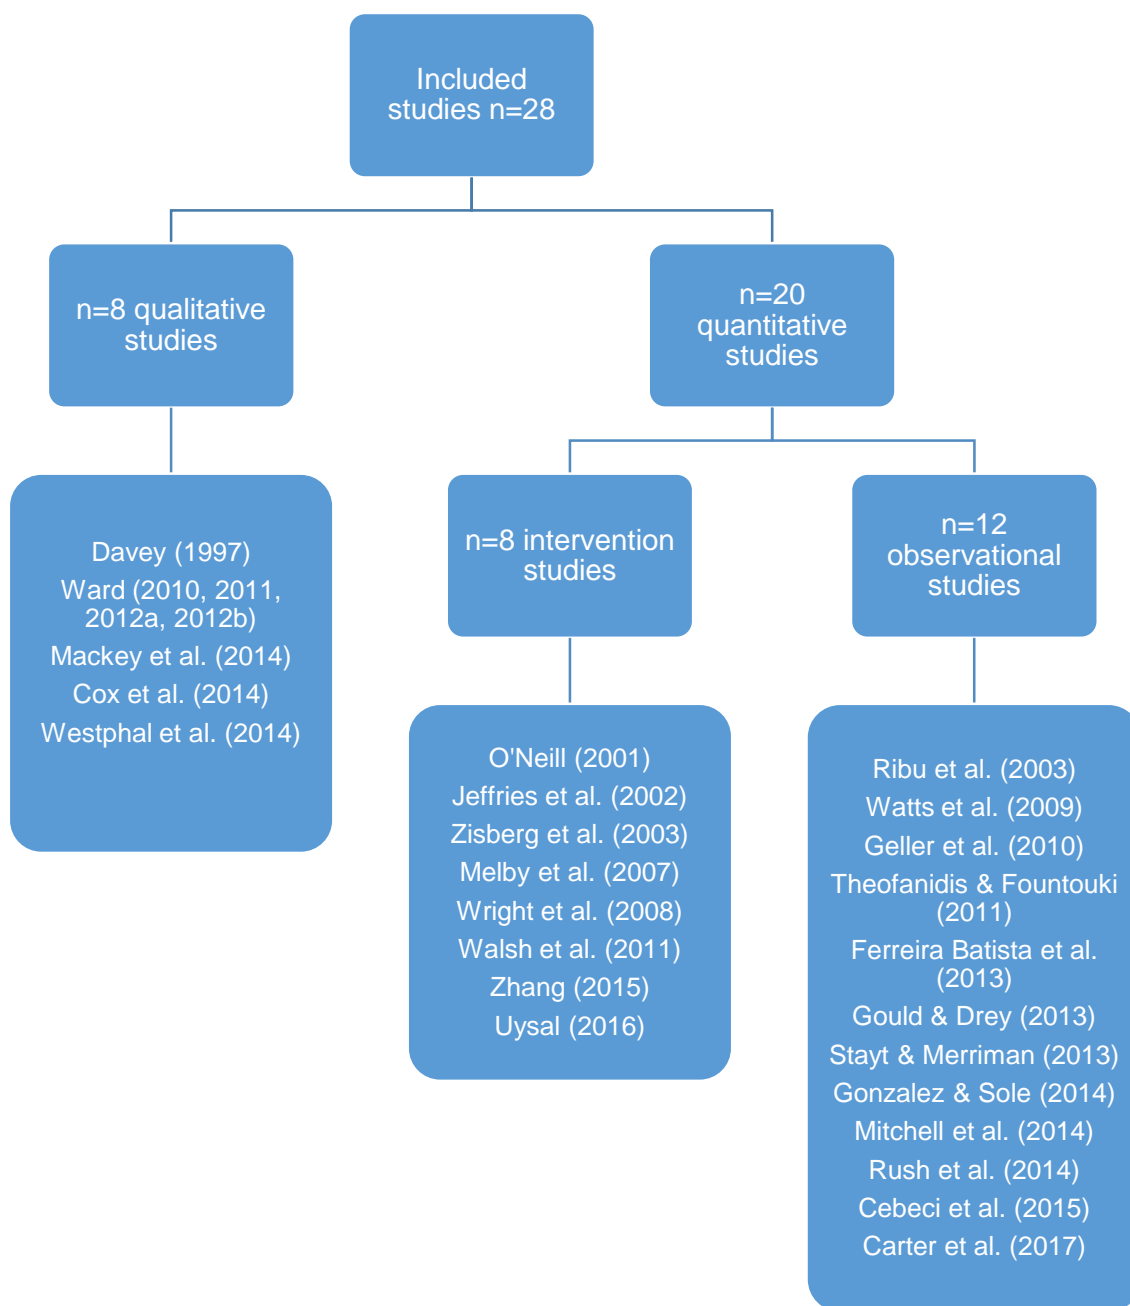 Included
studies n=28
n=8 qualitative
studies
n=20
quantitative
studies
Davey (1997)
Ward (2010, 2011,
2012a, 2012b)
Mackey et al. (2014)
Cox et al. (2014)
Westphal et al. (2014)
n=8 intervention
studies
n=12
observational
studies
O'Neill (2001)
Jeffries et al. (2002)
Zisberg et al. (2003)
Melby et al. (2007)
Wright et al. (2008)
Walsh et al. (2011)
Zhang (2015)
Uysal (2016)
Ribu et al. (2003)
Watts et al. (2009)
Geller et al. (2010)
Theofanidis & Fountouki
(2011)
Ferreira Batista et al.
(2013)
Gould & Drey (2013)
Stayt & Merriman (2013)
Gonzalez & Sole (2014)
Mitchell et al. (2014)
Rush et al. (2014)
Cebeci et al. (2015)
Carter et al. (2017)